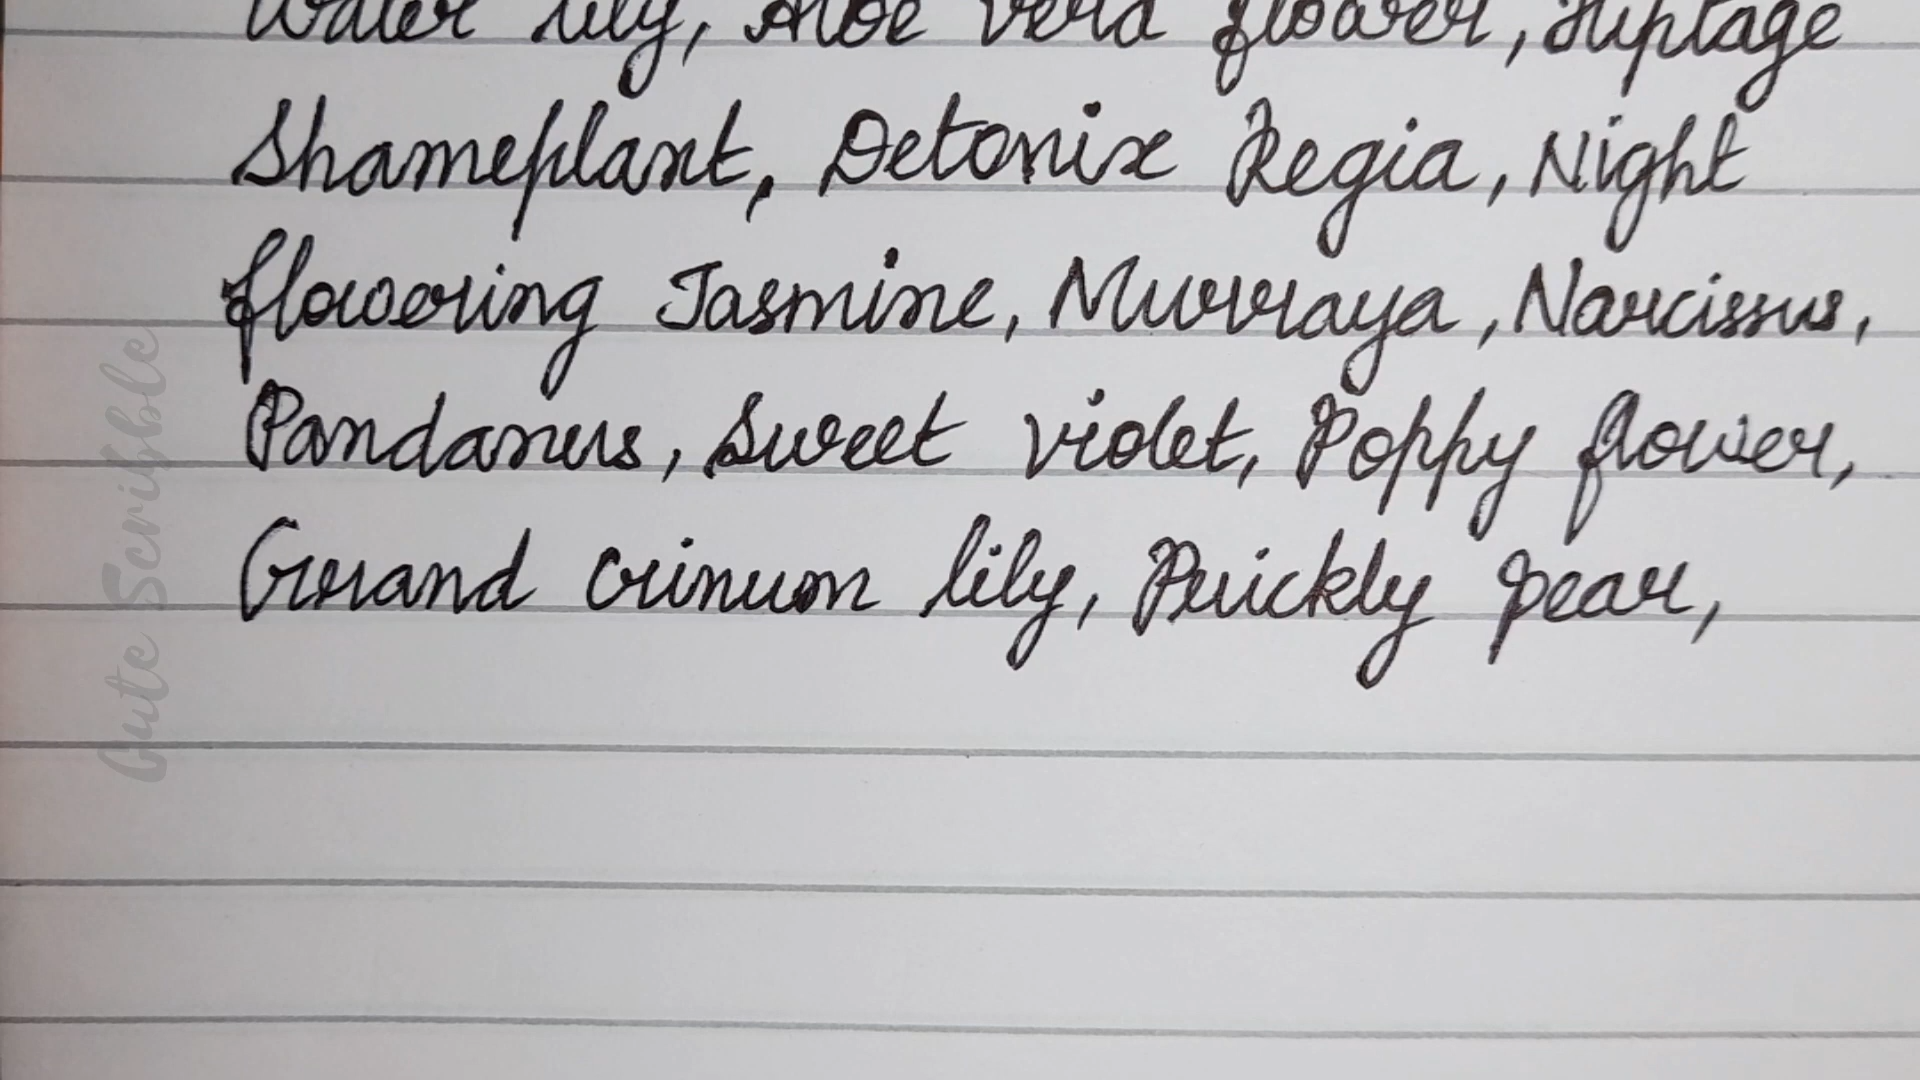 Water lily, Aloe vera flower, Hiptage
Shameplant, Detonix Regia, Night
flowering Jasmine, Murraya, Narcissus,
Pandanus, Sweet violet, Poppy flower,
Grand crinum lily, Prickly pear,
Cute Scribble